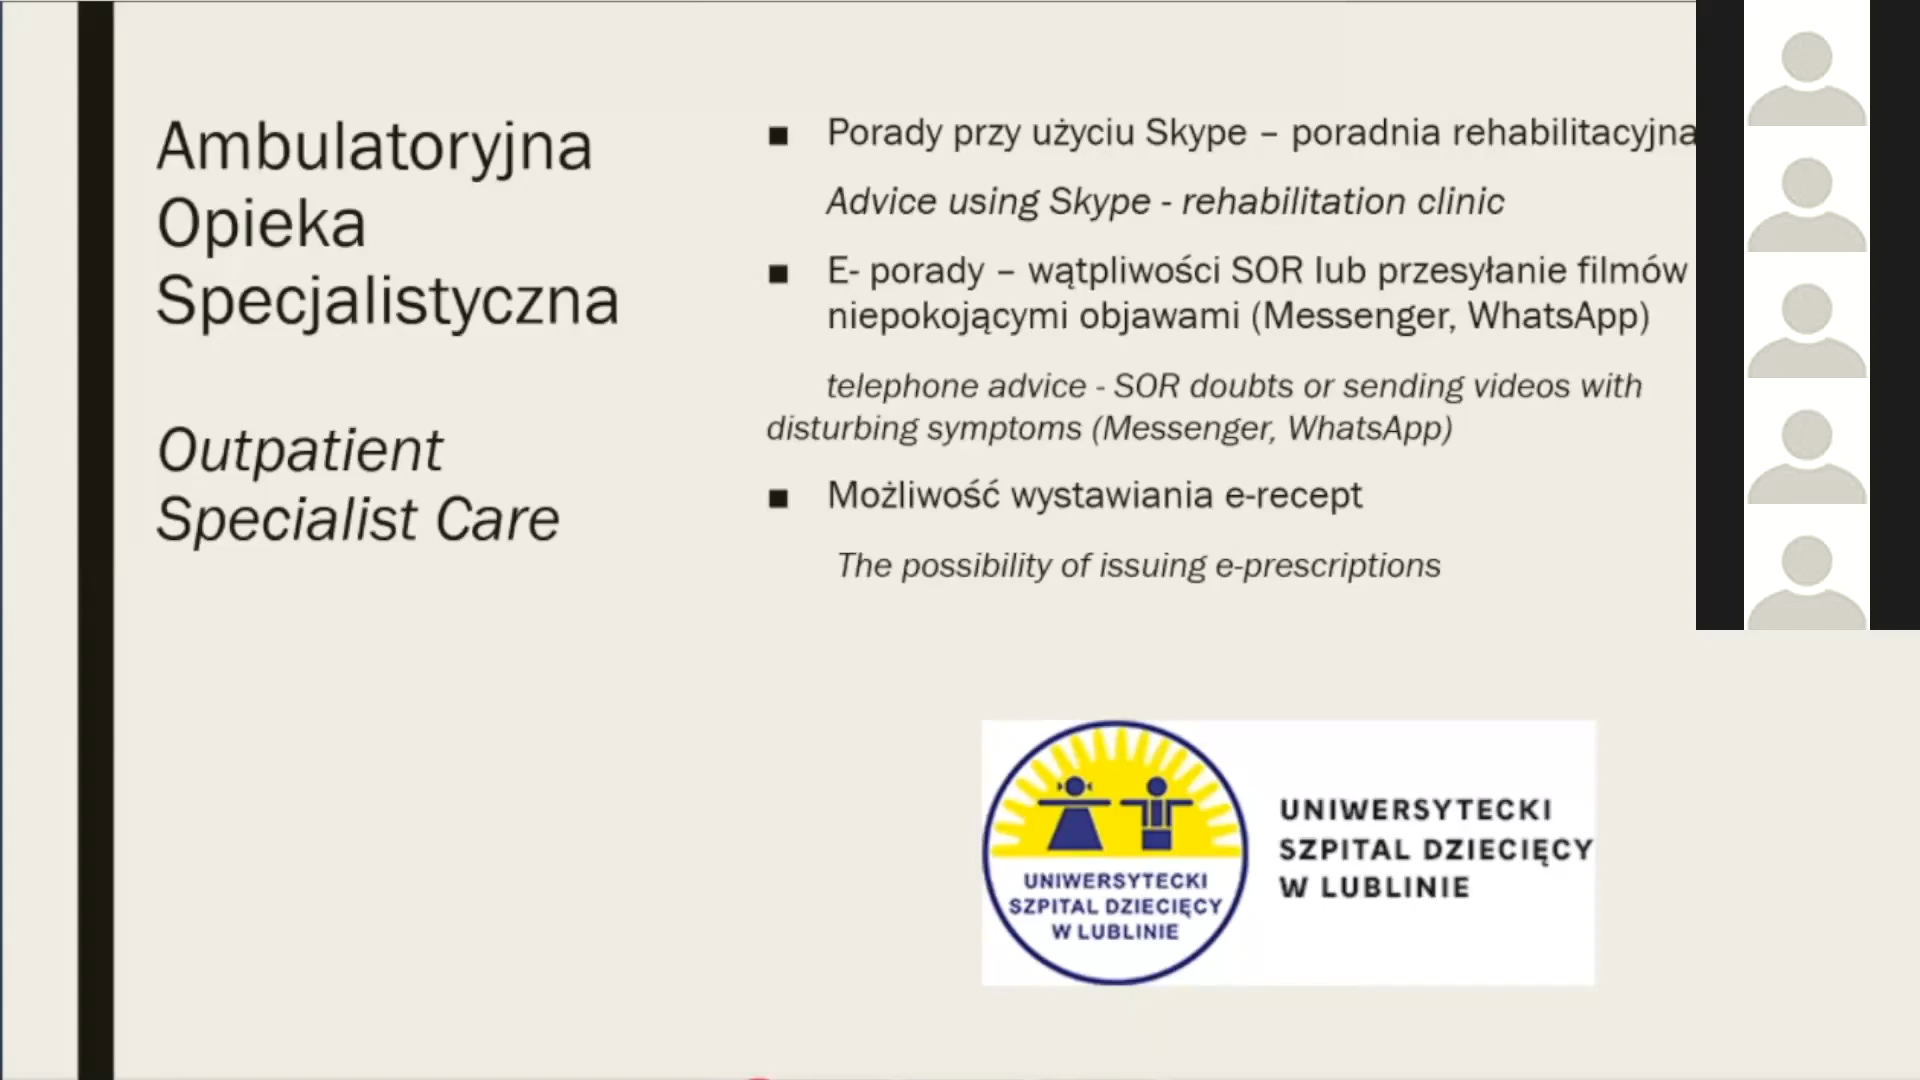 Ambulatoryjna
Opieka
Specjalistyczna
Outpatient
Specialist Care
■ Porady przy użyciu Skype – poradnia rehabilitacyjna
Advice using Skype - rehabilitation clinic
■ E- porady – wątpliwości SOR lub przesyłanie filmów
niepokojącymi objawami (Messenger, WhatsApp)
telephone advice - SOR doubts or sending videos with
disturbing symptoms (Messenger, WhatsApp)
■ Możliwość wystawiania e-recept
The possibility of issuing e-prescriptions
UNIWERSYTECKI
SZPITAL DZIECIĘCY
W LUBLINIE
UNIWERSYTECKI
SZPITAL DZIECIĘCY
W LUBLINIE